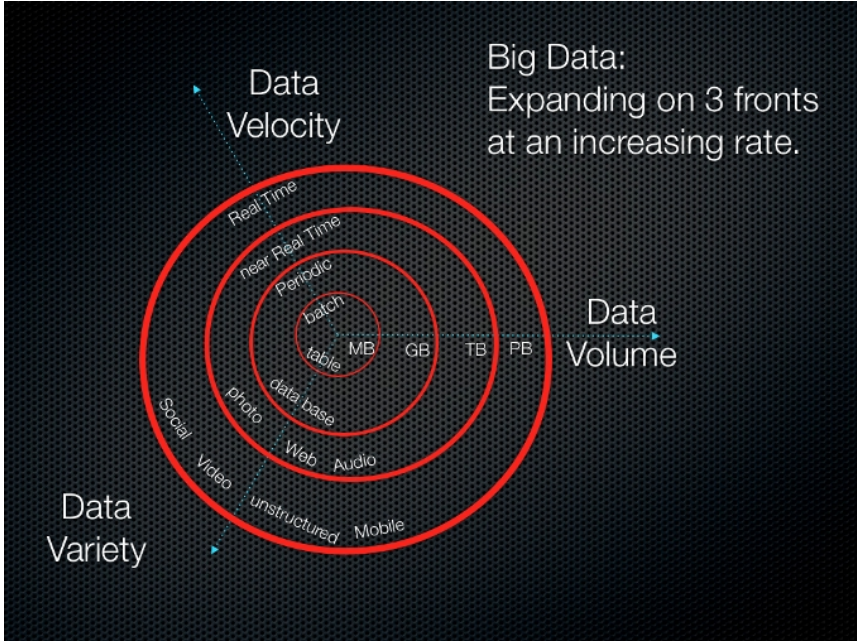 Big Data:
Expanding on 3 fronts
at an increasing rate.
Data
Velocity
Real Time
near Real Time
Periodic
batch
Data
Volume
MB GB TB PB
table
data base
photo Web Audio
Social Video unstructured Mobile
Data
Variety